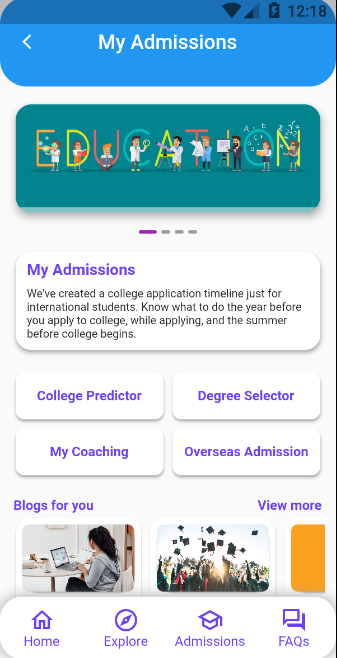 12:18
My Admissions
EDUCATION
My Admissions
We've created a college application timeline just for
international students. Know what to do the year before
you apply to college, while applying, and the summer
before college begins.
College Predictor
Degree Selector
My Coaching
Overseas Admission
Blogs for you
View more
Home
Explore
Admissions
FAQs